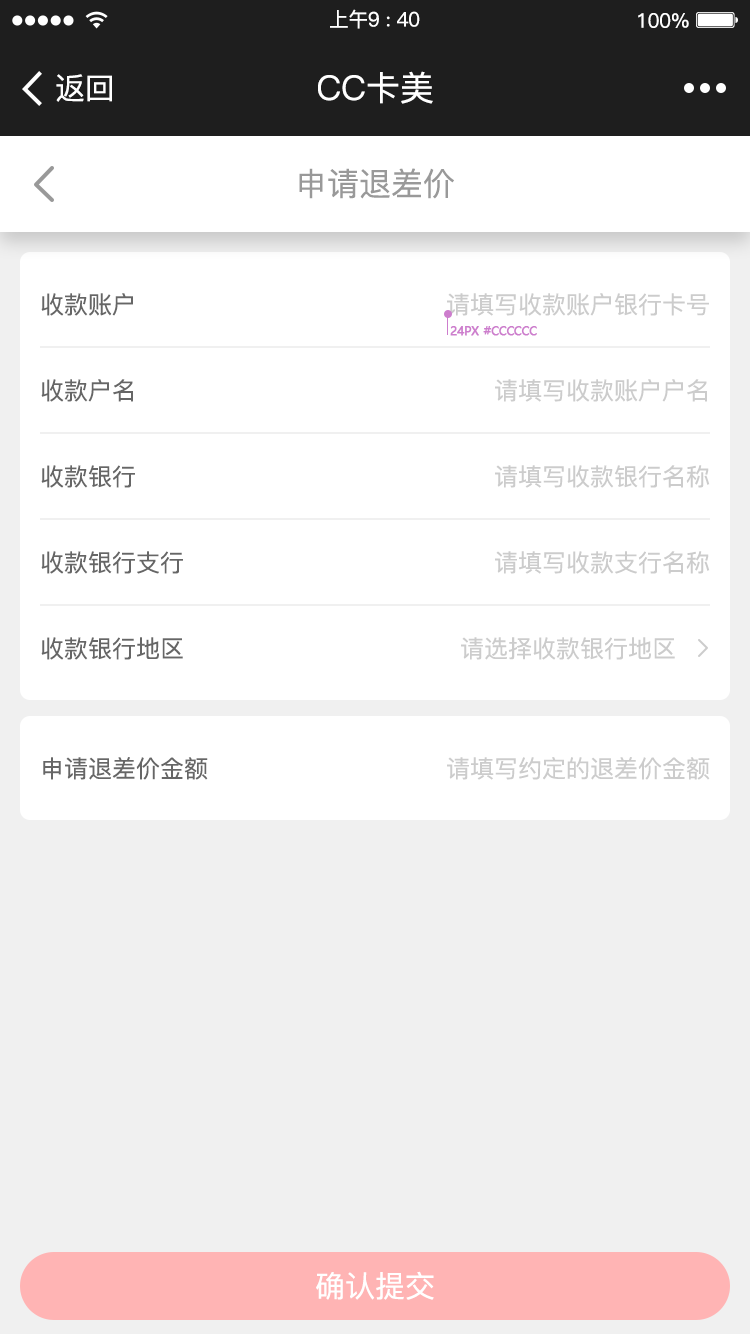 上午9 : 40
100%
返回
CC卡美
申请退差价
收款账户
请填写收款账户银行卡号
24PX #CCCCCC
收款户名
请填写收款账户户名
收款银行
请填写收款银行名称
收款银行支行
请填写收款支行名称
收款银行地区
请选择收款银行地区
申请退差价金额
请填写约定的退差价金额
确认提交